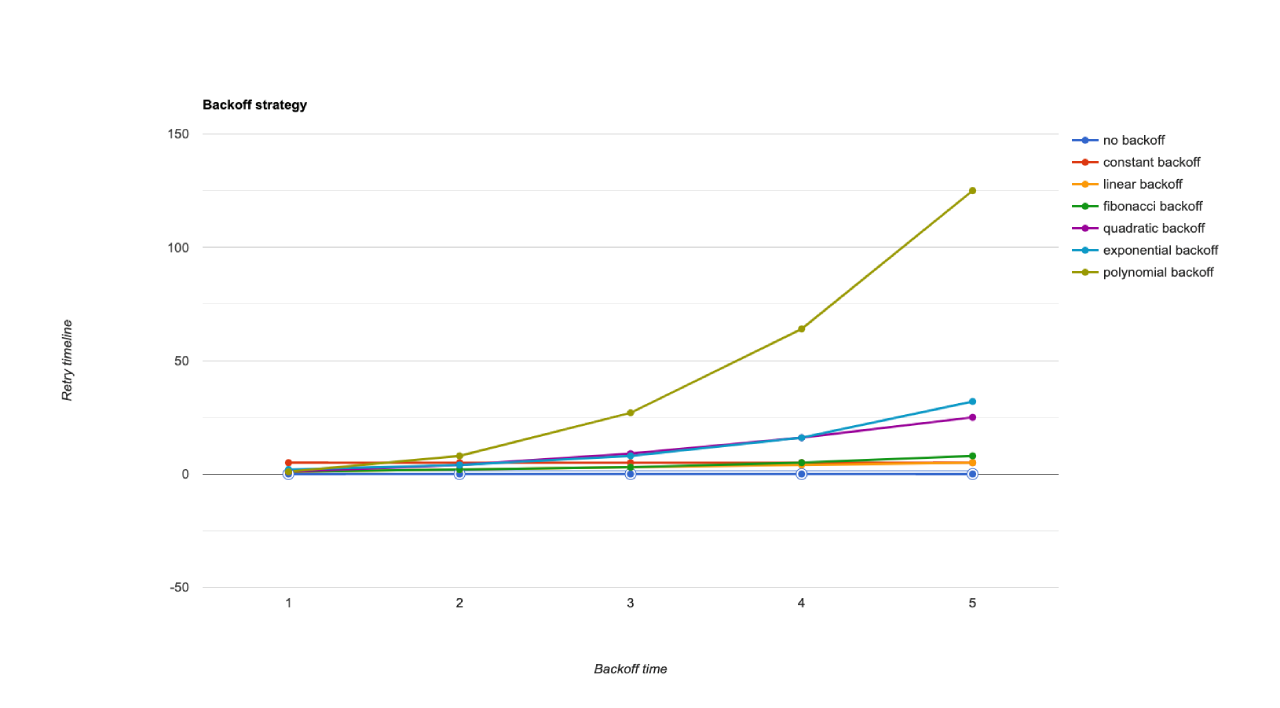 Backoff strategy
150
100
50
0
-50
1 2 3 4 5
Retry timeline
Backoff time
no backoff
constant backoff
linear backoff
fibonacci backoff
quadratic backoff
exponential backoff
polynomial backoff